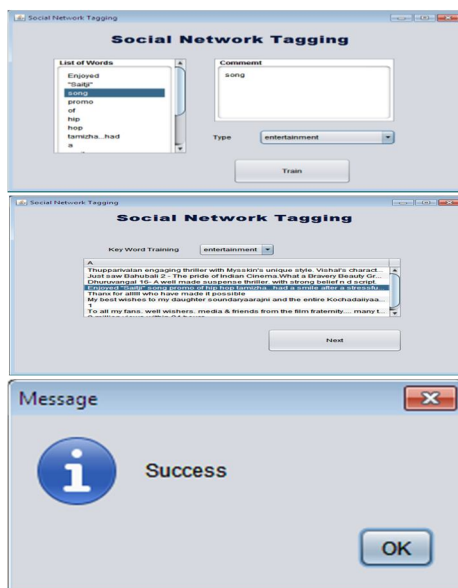 Social Network Tagging
Social Network Tagging
List of Words
Enjoyed
"Saitji"
song
promo
of
hip
hop
tamizha...had
a
Commemt
song
Type
entertainment
Train
Social Network Tagging
Social Network Tagging
Key Word Training
entertainment
A
Thupparivalan engaging thriller with Mysskin's unique style. Vishal's charact...
Just saw Bahubali 2 - The pride of Indian Cinema.What a Bravery Beauty Gr...
Dhuruvangal 16- A well made suspense thriller. with strong belief n d script.
Enjoyed "Saitji" song promo of hip hop tamizha...had a smile after a stressfu...
Thanx for allll who have made it possible
My best wishes to my daughter soundaryaarajni and the entire Kochadaiiyaa...
1
To all my fans. well wishers. media & friends from the film fraternity.... many t...
Next
Message
Success
OK